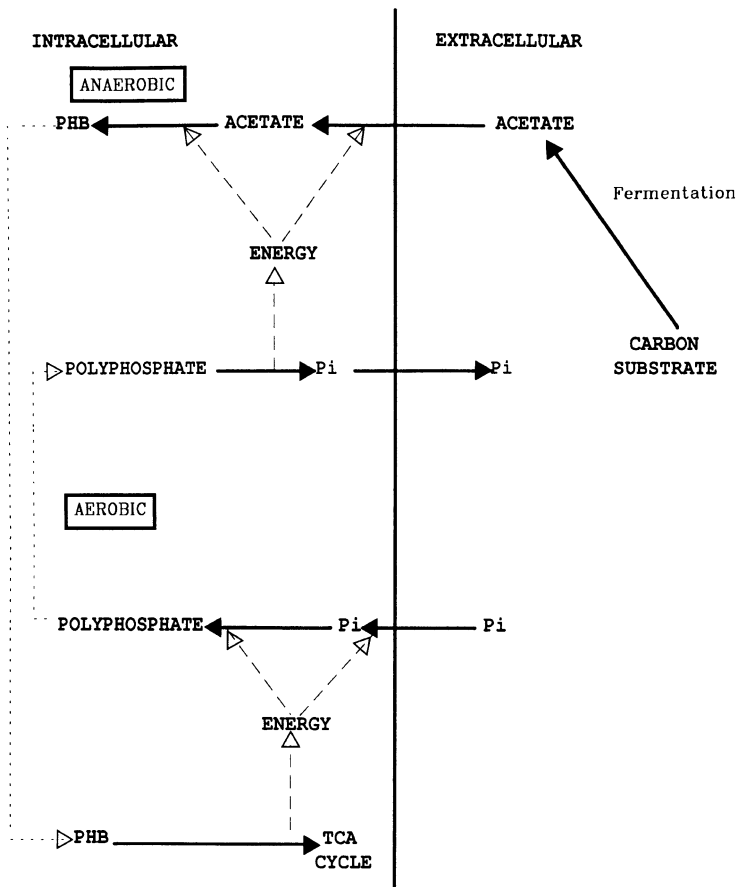 INTRACELLULAR EXTRACELLULAR
ANAEROBIC
PHB ACETATE ACETATE
Fermentation
ENERGY
CARBON
SUBSTRATE
POLYPHOSPHATE Pi Pi
AEROBIC
POLYPHOSPHATE Pi Pi
ENERGY
PHB TCA
CYCLE